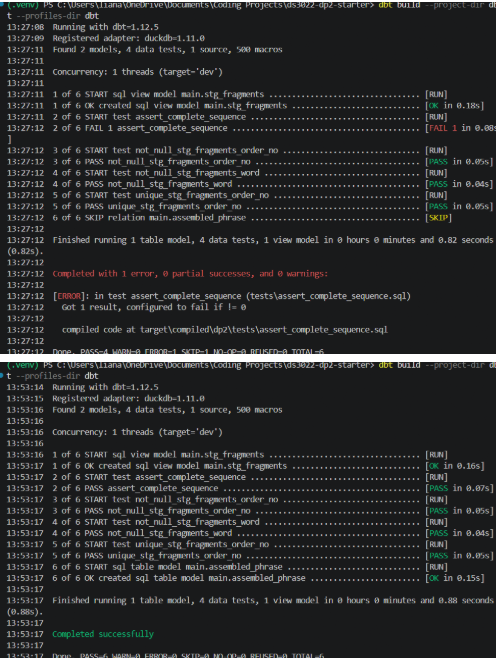 (.venv) PS C:\Users\liana\OneDrive\Documents\Coding Projects\ds3022-dp2-starter> dbt build --project-dir db
t --profiles-dir dbt
13:27:08  Running with dbt=1.12.5
13:27:09  Registered adapter: duckdb=1.11.0
13:27:11  Found 2 models, 4 data tests, 1 source, 500 macros
13:27:11
13:27:11  Concurrency: 1 threads (target='dev')
13:27:11
13:27:11  1 of 6 START sql view model main.stg_fragments ................................ [RUN]
13:27:11  1 of 6 OK created sql view model main.stg_fragments ........................... [OK in 0.18s]
13:27:11  2 of 6 START test assert_complete_sequence .................................... [RUN]
13:27:12  2 of 6 FAIL 1 assert_complete_sequence ........................................ [FAIL 1 in 0.08s
]
13:27:12  3 of 6 START test not_null_stg_fragments_order_no ............................. [RUN]
13:27:12  3 of 6 PASS not_null_stg_fragments_order_no ................................... [PASS in 0.05s]
13:27:12  4 of 6 START test not_null_stg_fragments_word ................................. [RUN]
13:27:12  4 of 6 PASS not_null_stg_fragments_word ....................................... [PASS in 0.04s]
13:27:12  5 of 6 START test unique_stg_fragments_order_no ............................... [RUN]
13:27:12  5 of 6 PASS unique_stg_fragments_order_no ..................................... [PASS in 0.05s]
13:27:12  6 of 6 SKIP relation main.assembled_phrase .................................... [SKIP]
13:27:12
13:27:12  Finished running 1 table model, 4 data tests, 1 view model in 0 hours 0 minutes and 0.82 seconds
(0.82s).
13:27:12
13:27:12  Completed with 1 error, 0 partial successes, and 0 warnings:
13:27:12
13:27:12  [ERROR]: in test assert_complete_sequence (tests\assert_complete_sequence.sql)
13:27:12    Got 1 result, configured to fail if != 0
13:27:12
13:27:12    compiled code at target\compiled\dp2\tests\assert_complete_sequence.sql
13:27:12
13:27:12  Done. PASS=4 WARN=0 ERROR=1 SKIP=1 NO-OP=0 REUSED=0 TOTAL=6
(.venv) PS C:\Users\liana\OneDrive\Documents\Coding Projects\ds3022-dp2-starter> dbt build --project-dir db
t --profiles-dir dbt
13:53:14  Running with dbt=1.12.5
13:53:15  Registered adapter: duckdb=1.11.0
13:53:16  Found 2 models, 4 data tests, 1 source, 500 macros
13:53:16
13:53:16  Concurrency: 1 threads (target='dev')
13:53:16
13:53:16  1 of 6 START sql view model main.stg_fragments ................................ [RUN]
13:53:17  1 of 6 OK created sql view model main.stg_fragments ........................... [OK in 0.16s]
13:53:17  2 of 6 START test assert_complete_sequence .................................... [RUN]
13:53:17  2 of 6 PASS assert_complete_sequence .......................................... [PASS in 0.07s]
13:53:17  3 of 6 START test not_null_stg_fragments_order_no ............................. [RUN]
13:53:17  3 of 6 PASS not_null_stg_fragments_order_no ................................... [PASS in 0.05s]
13:53:17  4 of 6 START test not_null_stg_fragments_word ................................. [RUN]
13:53:17  4 of 6 PASS not_null_stg_fragments_word ....................................... [PASS in 0.04s]
13:53:17  5 of 6 START test unique_stg_fragments_order_no ............................... [RUN]
13:53:17  5 of 6 PASS unique_stg_fragments_order_no ..................................... [PASS in 0.05s]
13:53:17  6 of 6 START sql table model main.assembled_phrase ............................ [RUN]
13:53:17  6 of 6 OK created sql table model main.assembled_phrase ....................... [OK in 0.15s]
13:53:17
13:53:17  Finished running 1 table model, 4 data tests, 1 view model in 0 hours 0 minutes and 0.88 seconds
(0.88s).
13:53:17
13:53:17  Completed successfully
13:53:17
13:53:17  Done. PASS=6 WARN=0 ERROR=0 SKIP=0 NO-OP=0 REUSED=0 TOTAL=6